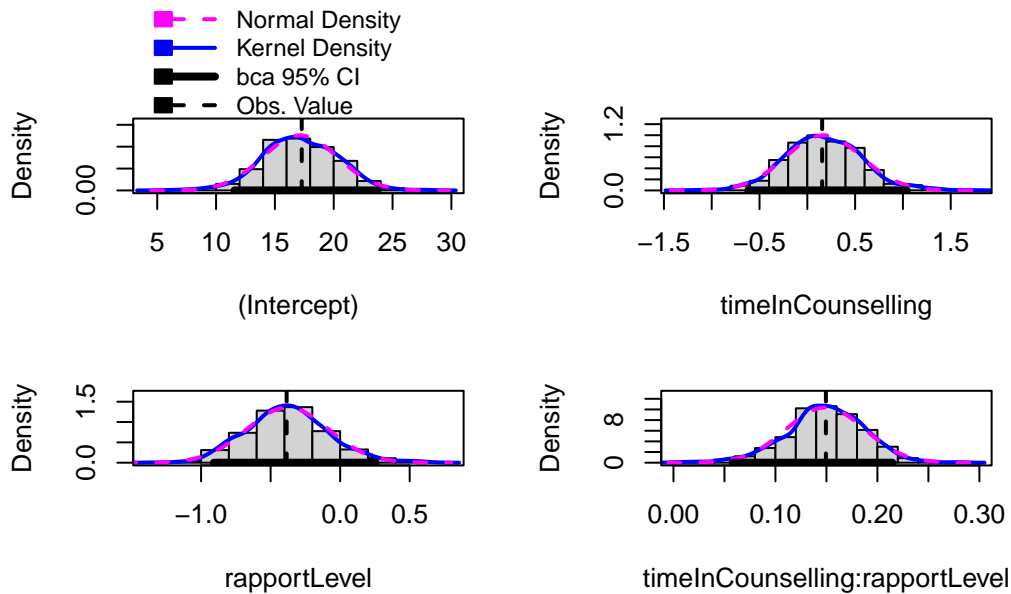 Normal Density
Kernel Density
bca 95% CI
Obs. Value
Density
0.00
5 10 15 20 25 30
(Intercept)
Density
0.0 1.2
−1.5 −0.5 0.5 1.5
timeInCounselling
Density
0.0 1.5
−1.0 0.0 0.5
rapportLevel
Density
0 8
0.00 0.10 0.20 0.30
timeInCounselling:rapportLevel